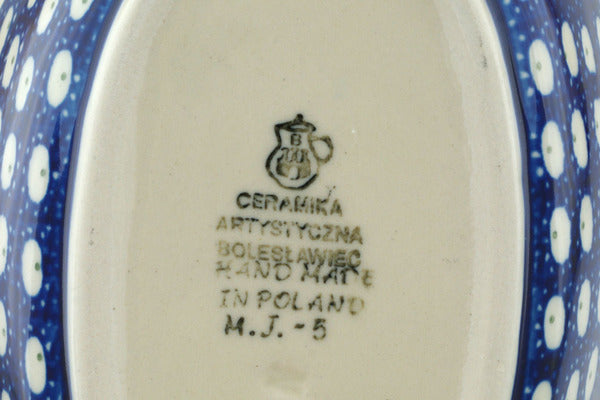 B
CERAMIKA
ARTYSTYCZNA
BOLESŁAWIEC
HAND MADE
IN POLAND
M.J.-5